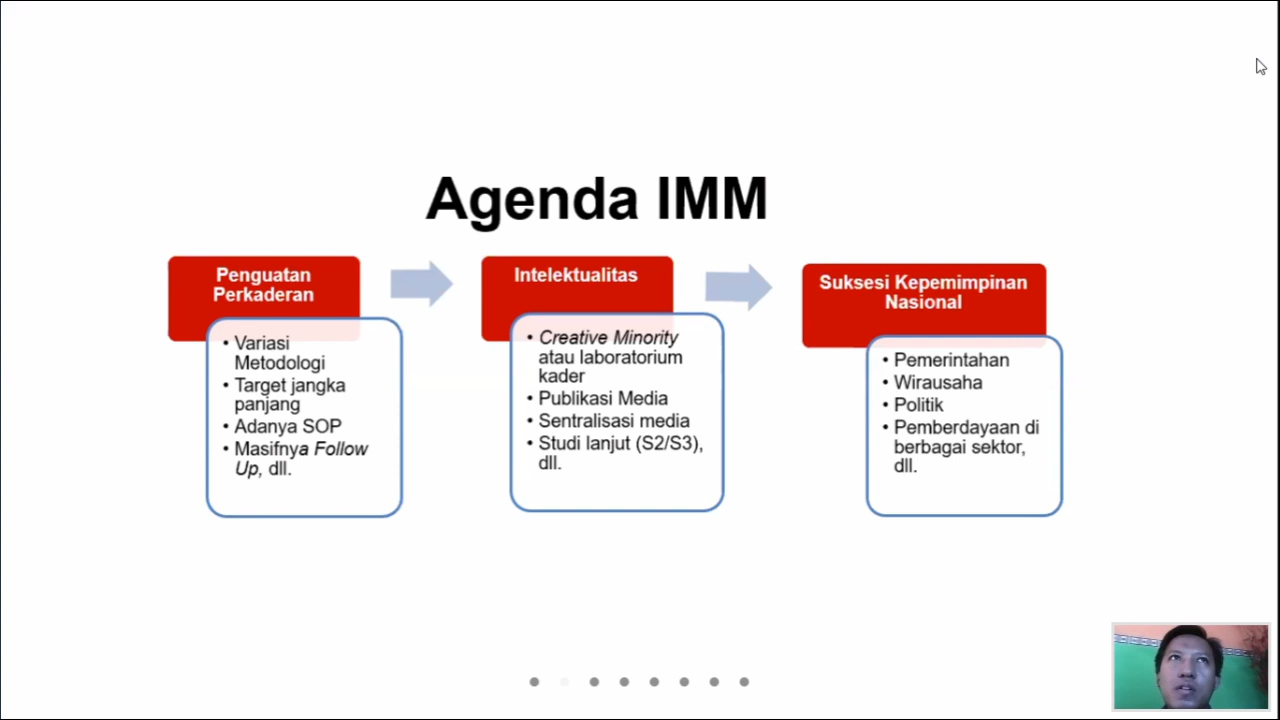 Agenda IMM
Penguatan
Perkaderan
• Variasi
Metodologi
• Target jangka
panjang
• Adanya SOP
• Masifnya Follow
Up, dll.
Intelektualitas
• Creative Minority
atau laboratorium
kader
• Publikasi Media
• Sentralisasi media
• Studi lanjut (S2/S3),
dll.
Suksesi Kepemimpinan
Nasional
• Pemerintahan
• Wirausaha
• Politik
• Pemberdayaan di
berbagai sektor,
dll.